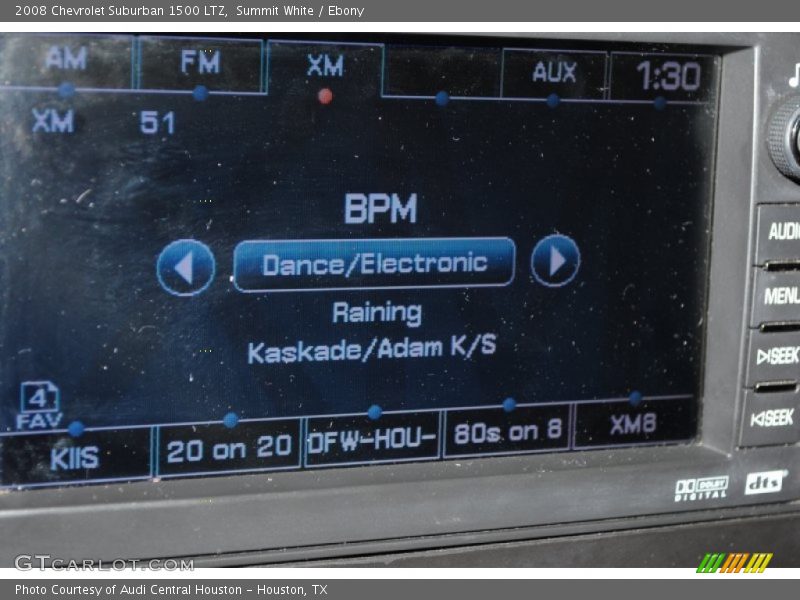 2008 Chevrolet Suburban 1500 LTZ,  Summit White / Ebony
AM FM XM AUX 1:30
XM 51
BPM
Dance/Electronic
Raining
Kaskade/Adam K/S
4
FAV
KIIS 20 on 20 DFW-HOU- 80s on 8 XM8
AUDIO
MENU
SEEK
SEEK
DOLBY
DIGITAL
dts
GTcarlot.com
Photo Courtesy of Audi Central Houston - Houston, TX